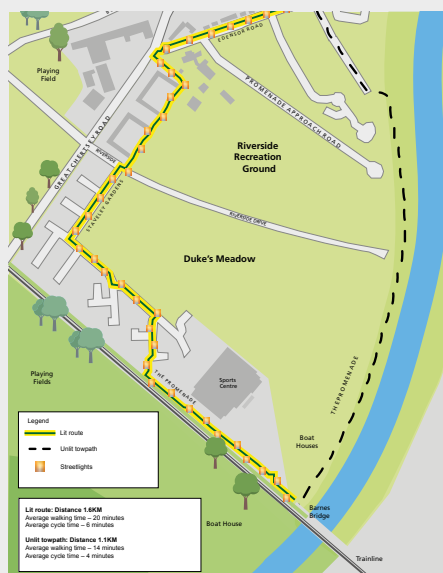 EDENSOR ROAD
Playing
Field
PROMENADE APPROACH ROAD
GREAT CHERTSEY ROAD
Riverside
Recreation
Ground
RIVERSIDE
STAVELEY GARDENS
RIVERSIDE DRIVE
Duke's Meadow
Playing
Fields
THE PROMENADE
Sports
Centre
THE PROMENADE
Legend
Lit route
Unlit towpath
Streetlights
Boat
Houses
Barnes
Bridge
Boat House
Trainline
Lit route: Distance 1.6KM
Average walking time – 20 minutes
Average cycle time – 6 minutes
Unlit towpath: Distance 1.1KM
Average walking time – 14 minutes
Average cycle time – 4 minutes